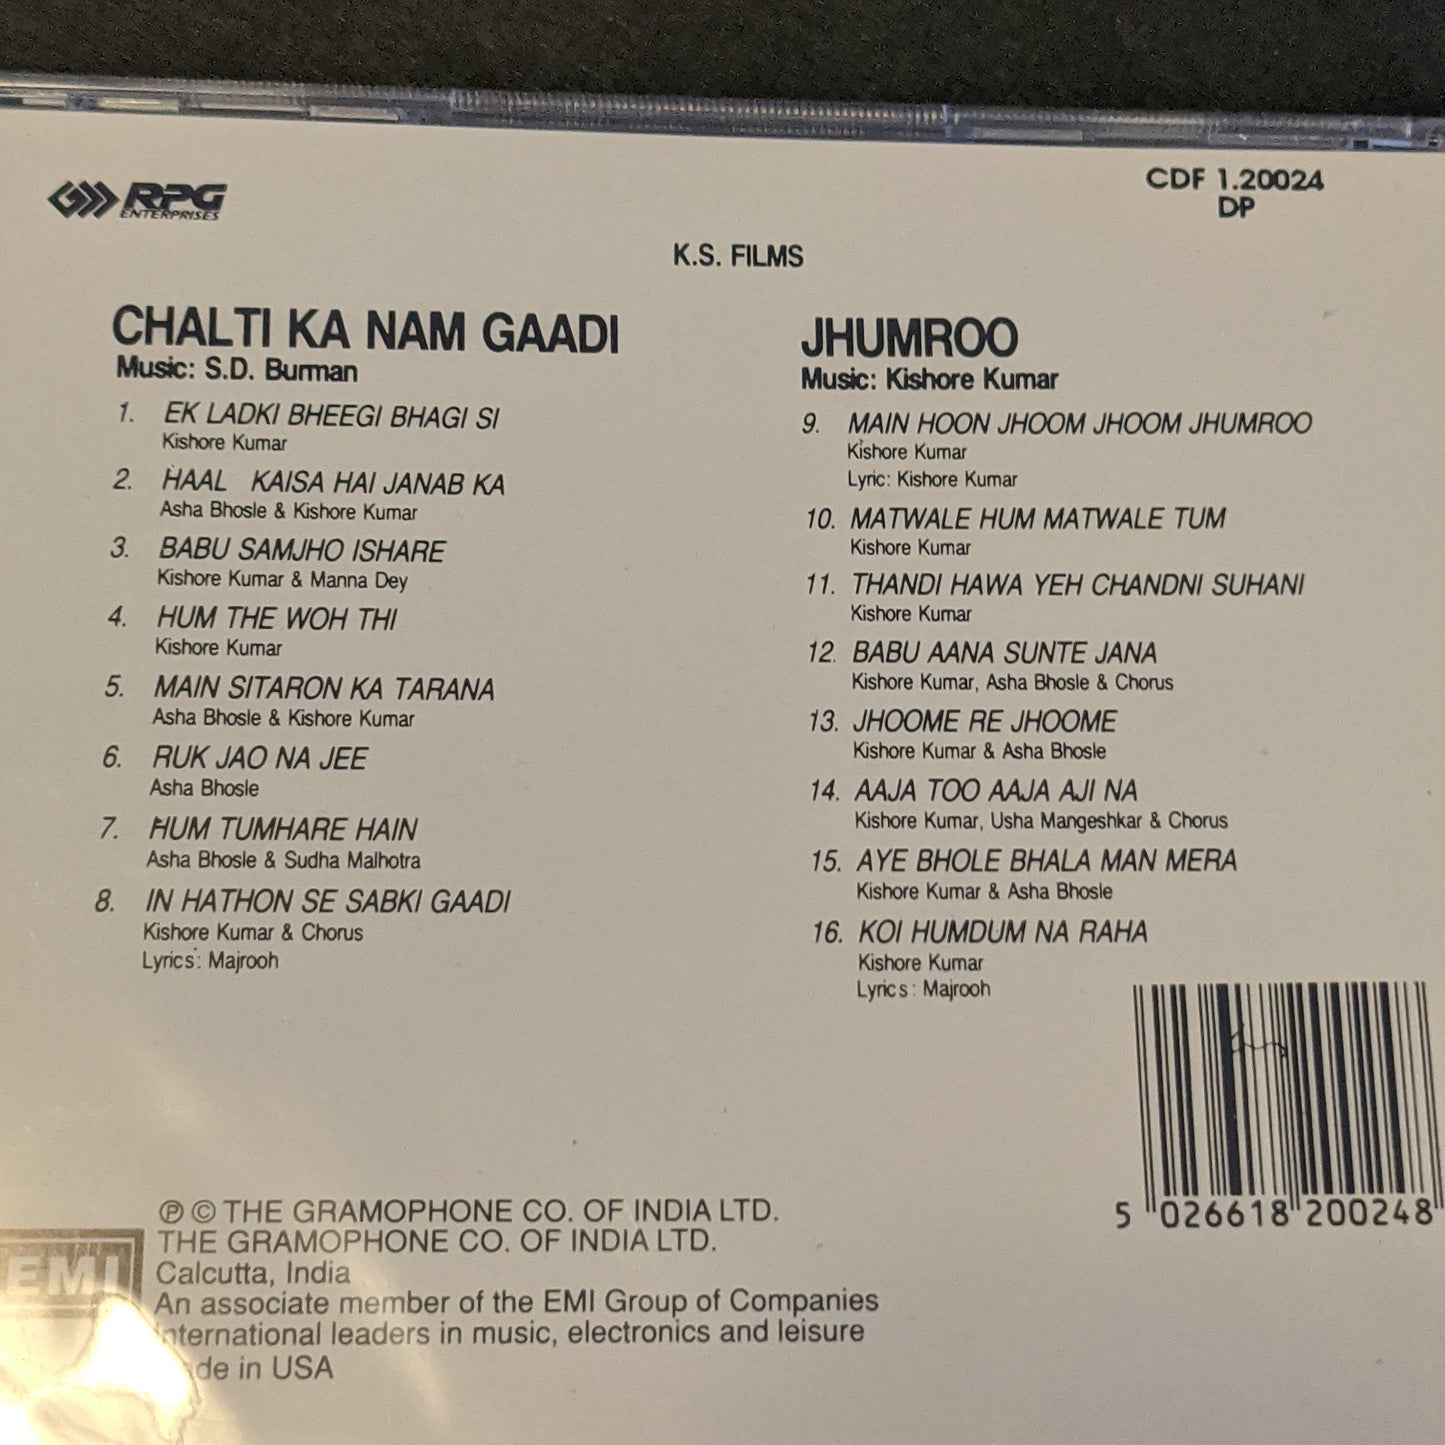 RPG
ENTERPRISES
CDF 1.20024
DP
K.S. FILMS
CHALTI KA NAM GAADI
Music: S.D. Burman
1. EK LADKI BHEEGI BHAGI SI
Kishore Kumar
2. HAAL KAISA HAI JANAB KA
Asha Bhosle & Kishore Kumar
3. BABU SAMJHO ISHARE
Kishore Kumar & Manna Dey
4. HUM THE WOH THI
Kishore Kumar
5. MAIN SITARON KA TARANA
Asha Bhosle & Kishore Kumar
6. RUK JAO NA JEE
Asha Bhosle
7. HUM TUMHARE HAIN
Asha Bhosle & Sudha Malhotra
8. IN HATHON SE SABKI GAADI
Kishore Kumar & Chorus
Lyrics: Majrooh
JHUMROO
Music: Kishore Kumar
9. MAIN HOON JHOOM JHOOM JHUMROO
Kishore Kumar
Lyric: Kishore Kumar
10. MATWALE HUM MATWALE TUM
Kishore Kumar
11. THANDI HAWA YEH CHANDNI SUHANI
Kishore Kumar
12. BABU AANA SUNTE JANA
Kishore Kumar, Asha Bhosle & Chorus
13. JHOOME RE JHOOME
Kishore Kumar & Asha Bhosle
14. AAJA TOO AAJA AJI NA
Kishore Kumar, Usha Mangeshkar & Chorus
15. AYE BHOLE BHALA MAN MERA
Kishore Kumar & Asha Bhosle
16. KOI HUMDUM NA RAHA
Kishore Kumar
Lyrics: Majrooh
5 026618 200248
℗ © THE GRAMOPHONE CO. OF INDIA LTD.
THE GRAMOPHONE CO. OF INDIA LTD.
Calcutta, India
An associate member of the EMI Group of Companies
International leaders in music, electronics and leisure
in USA
EMI